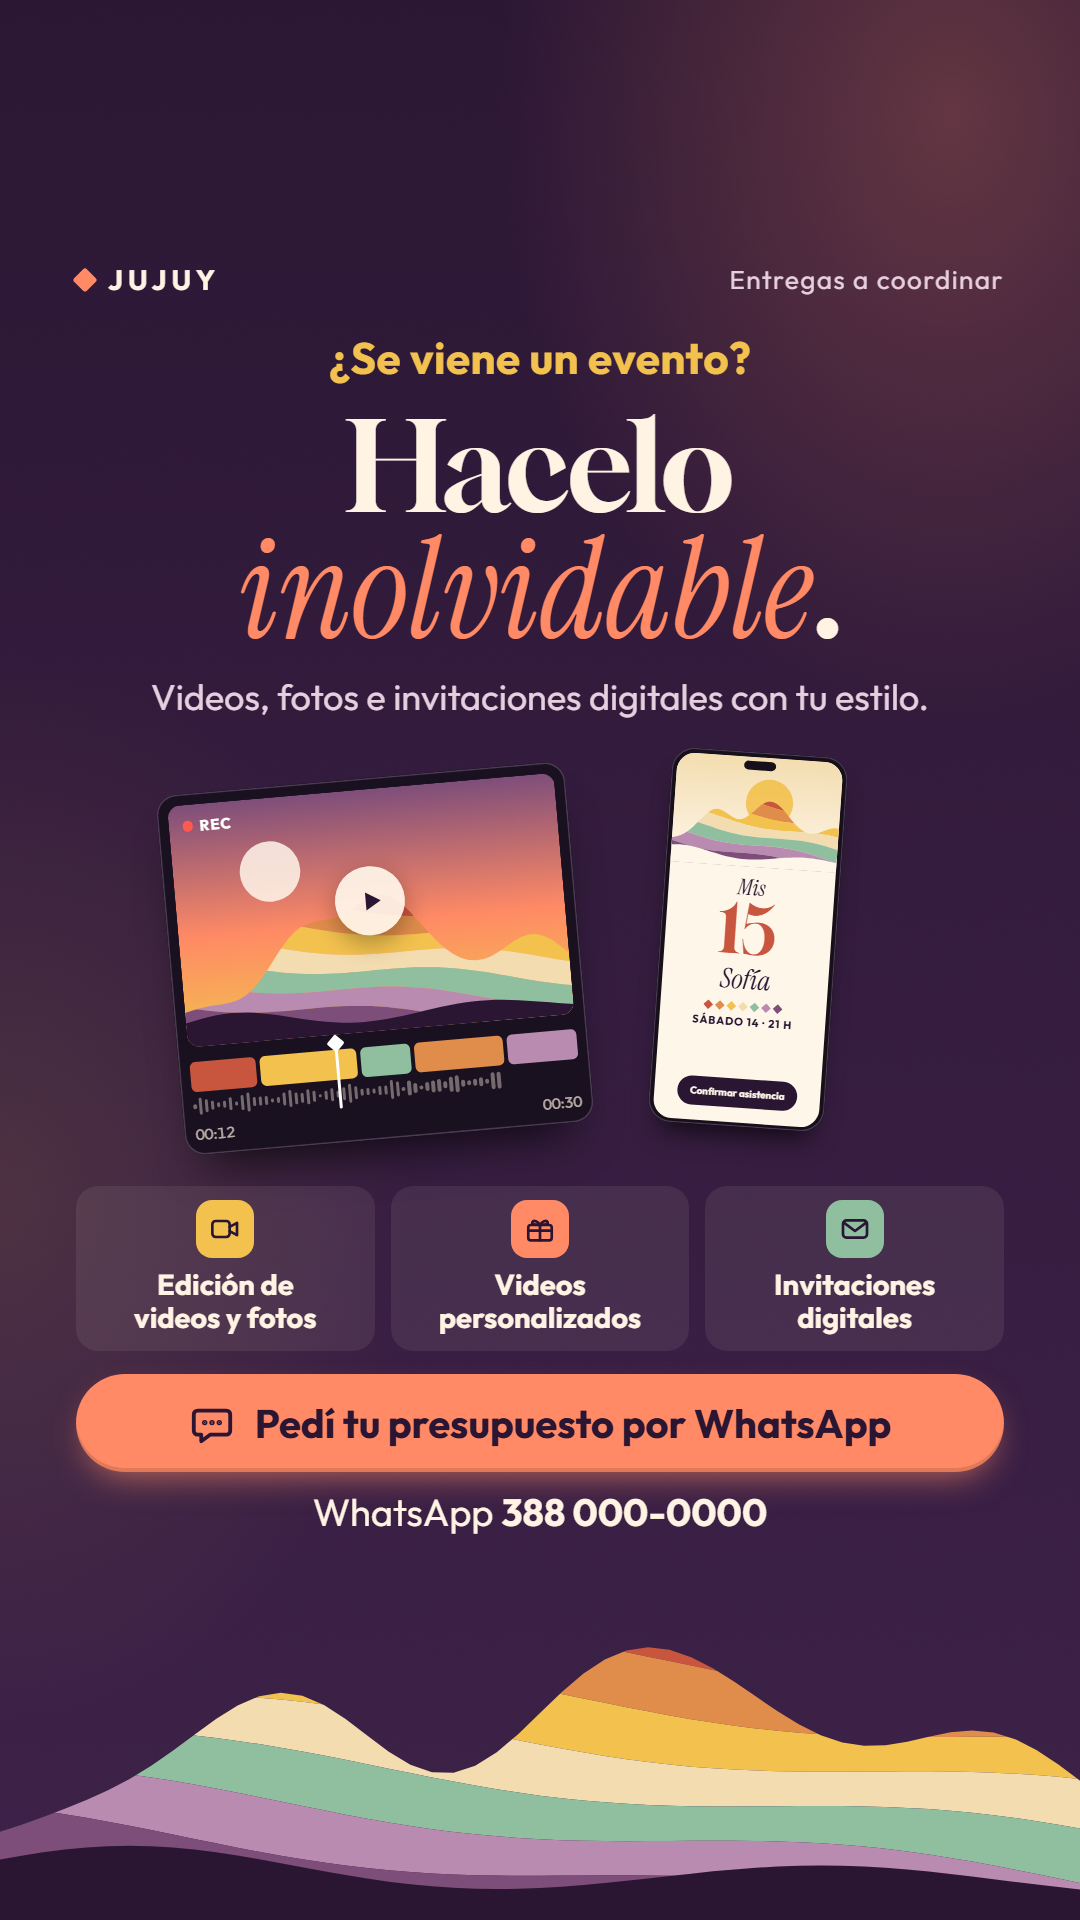 JUJUY
Entregas a coordinar
¿Se viene un evento?
Hacelo
inolvidable.
Videos, fotos e invitaciones digitales con tu estilo.
REC
00:12
00:30
Mis
15
Sofía
SÁBADO 14 · 21 H
Confirmar asistencia
Edición de
videos y fotos
Videos
personalizados
Invitaciones
digitales
Pedí tu presupuesto por WhatsApp
WhatsApp 388 000-0000